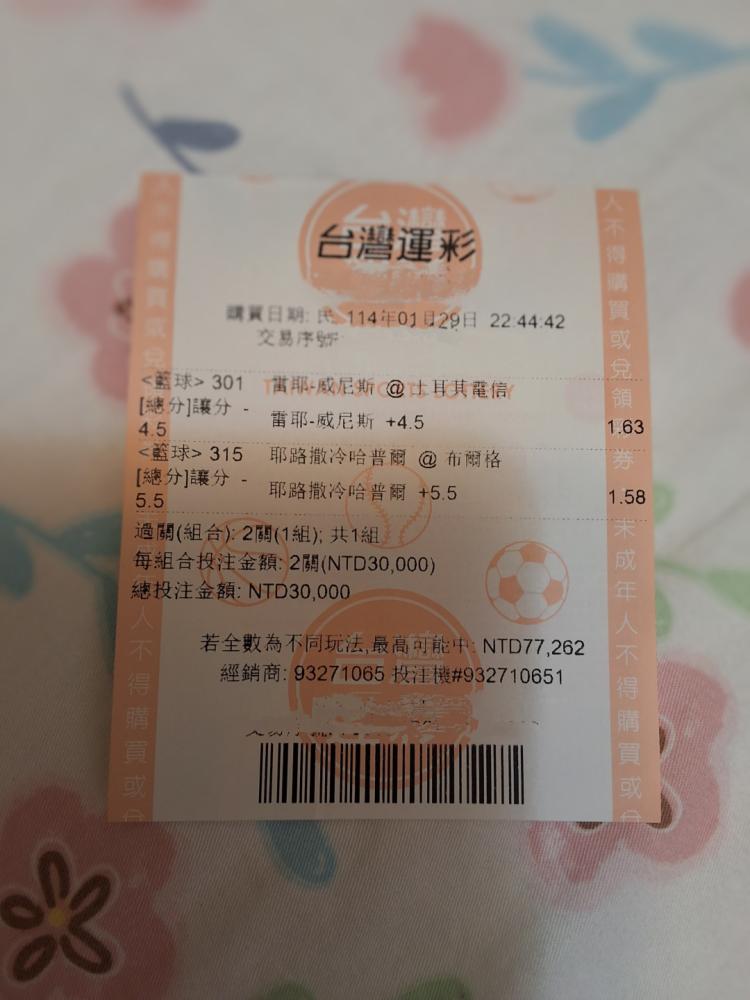 台灣運彩
購買日期: 民 114年01月29日 22:44:42
交易序號
<籃球> 301 雷耶-威尼斯 @ 土耳其電信
[總分]讓分 - 4.5 雷耶-威尼斯 +4.5 1.63
<籃球> 315 耶路撒冷哈普爾 @ 布爾格
[總分]讓分 - 5.5 耶路撒冷哈普爾 +5.5 1.58
過關(組合): 2關(1組); 共1組
每組合投注金額: 2關(NTD30,000)
總投注金額: NTD30,000
若全數為不同玩法,最高可能中: NTD77,262
經銷商: 93271065 投注機#932710651
人不得購買或兌
人不得購買或兌領 券 未成年人不得購買或